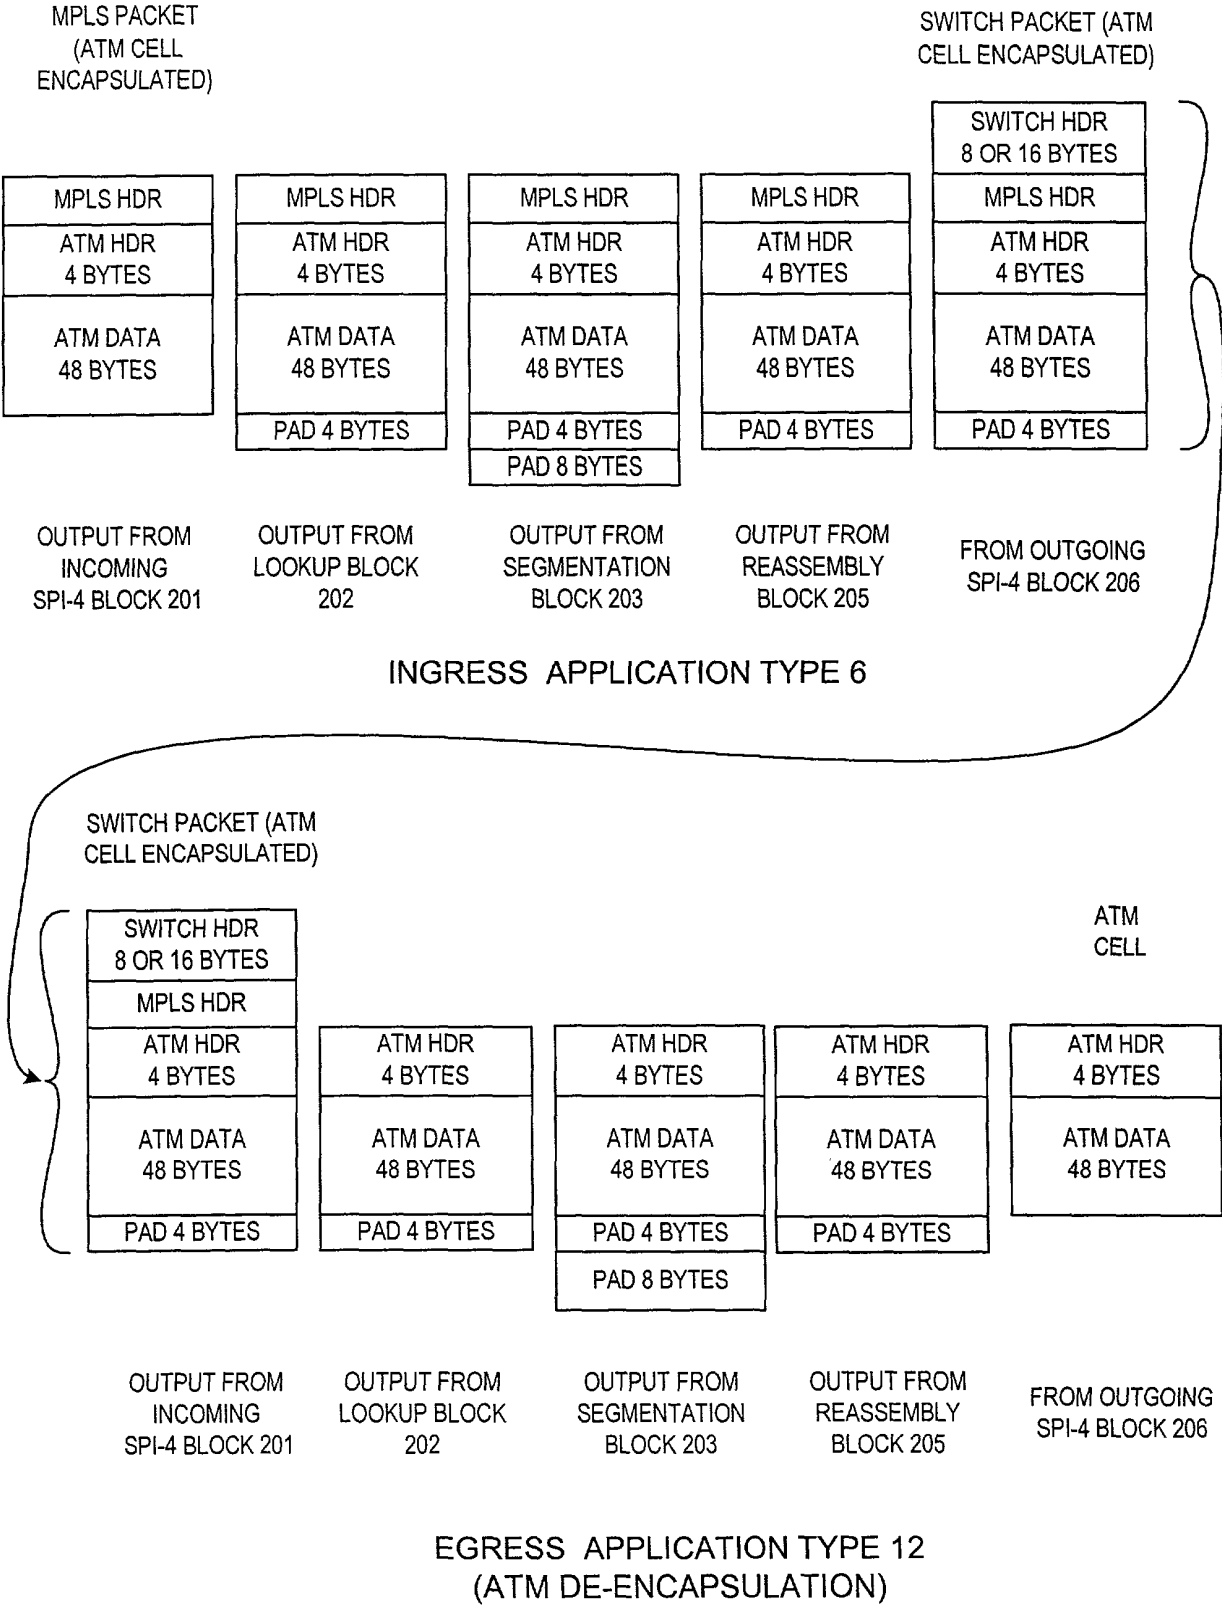 MPLS PACKET
(ATM CELL
ENCAPSULATED)
SWITCH PACKET (ATM
CELL ENCAPSULATED)
MPLS HDR
ATM HDR
4 BYTES
ATM DATA
48 BYTES
MPLS HDR
ATM HDR
4 BYTES
ATM DATA
48 BYTES
PAD 4 BYTES
MPLS HDR
ATM HDR
4 BYTES
ATM DATA
48 BYTES
PAD 4 BYTES
PAD 8 BYTES
MPLS HDR
ATM HDR
4 BYTES
ATM DATA
48 BYTES
PAD 4 BYTES
SWITCH HDR
8 OR 16 BYTES
MPLS HDR
ATM HDR
4 BYTES
ATM DATA
48 BYTES
PAD 4 BYTES
OUTPUT FROM
INCOMING
SPI-4 BLOCK 201
OUTPUT FROM
LOOKUP BLOCK
202
OUTPUT FROM
SEGMENTATION
BLOCK 203
OUTPUT FROM
REASSEMBLY
BLOCK 205
FROM OUTGOING
SPI-4 BLOCK 206
INGRESS APPLICATION TYPE 6
SWITCH PACKET (ATM
CELL ENCAPSULATED)
ATM
CELL
SWITCH HDR
8 OR 16 BYTES
MPLS HDR
ATM HDR
4 BYTES
ATM DATA
48 BYTES
PAD 4 BYTES
ATM HDR
4 BYTES
ATM DATA
48 BYTES
PAD 4 BYTES
ATM HDR
4 BYTES
ATM DATA
48 BYTES
PAD 4 BYTES
PAD 8 BYTES
ATM HDR
4 BYTES
ATM DATA
48 BYTES
PAD 4 BYTES
ATM HDR
4 BYTES
ATM DATA
48 BYTES
OUTPUT FROM
INCOMING
SPI-4 BLOCK 201
OUTPUT FROM
LOOKUP BLOCK
202
OUTPUT FROM
SEGMENTATION
BLOCK 203
OUTPUT FROM
REASSEMBLY
BLOCK 205
FROM OUTGOING
SPI-4 BLOCK 206
EGRESS APPLICATION TYPE 12
(ATM DE-ENCAPSULATION)